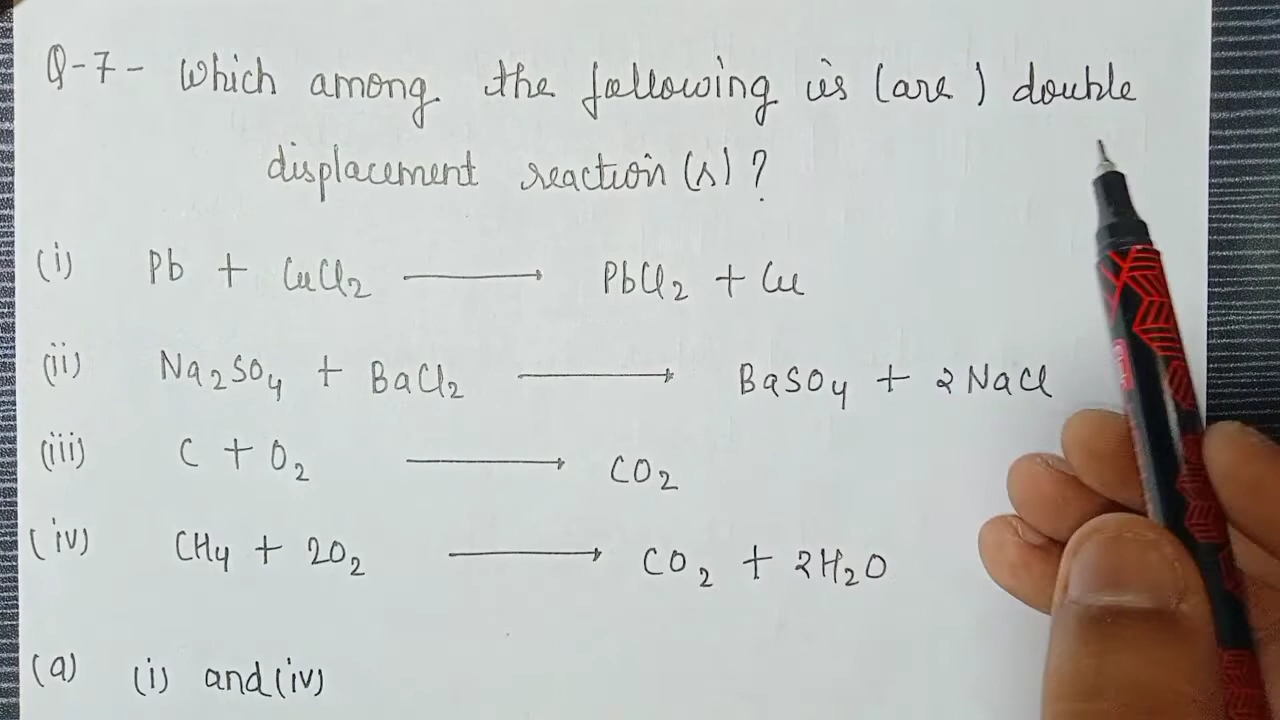 Q-7- Which among the following is (are) double
displacement reaction(s)?
(i) Pb + CuCl2 ⟶ PbCl2 + Cu
(ii) Na2SO4 + BaCl2 ⟶ BaSO4 + 2NaCl
(iii) C + O2 ⟶ CO2
(iv) CH4 + 2O2 ⟶ CO2 + 2H2O
(a) (i) and (iv)